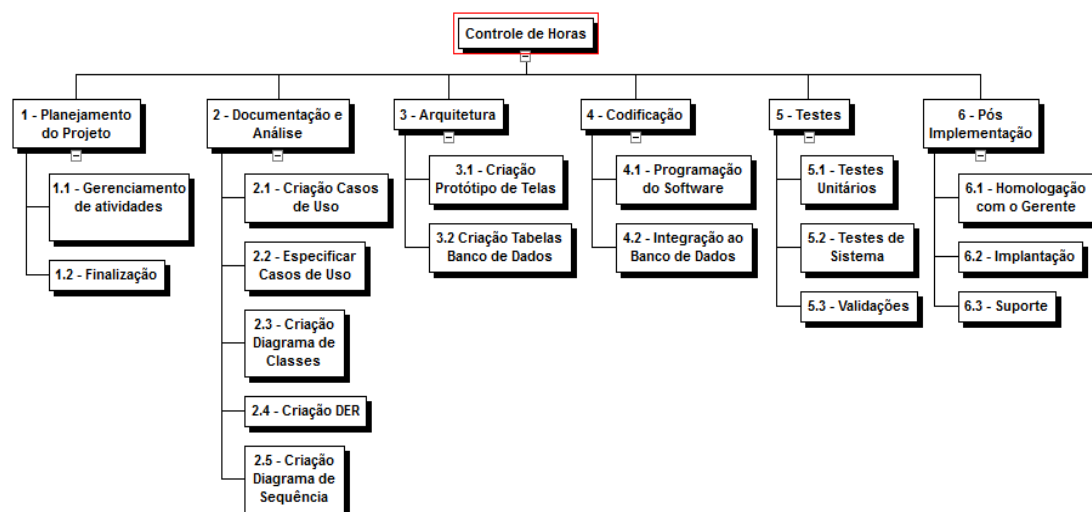 Controle de Horas
1 - Planejamento
do Projeto
1.1 - Gerenciamento
de atividades
1.2 - Finalização
2 - Documentação e
Análise
2.1 - Criação Casos
de Uso
2.2 - Especificar
Casos de Uso
2.3 - Criação
Diagrama de
Classes
2.4 - Criação DER
2.5 - Criação
Diagrama de
Sequência
3 - Arquitetura
3.1 - Criação
Protótipo de Telas
3.2 Criação Tabelas
Banco de Dados
4 - Codificação
4.1 - Programação
do Software
4.2 - Integração ao
Banco de Dados
5 - Testes
5.1 - Testes
Unitários
5.2 - Testes de
Sistema
5.3 - Validações
6 - Pós
Implementação
6.1 - Homologação
com o Gerente
6.2 - Implantação
6.3 - Suporte